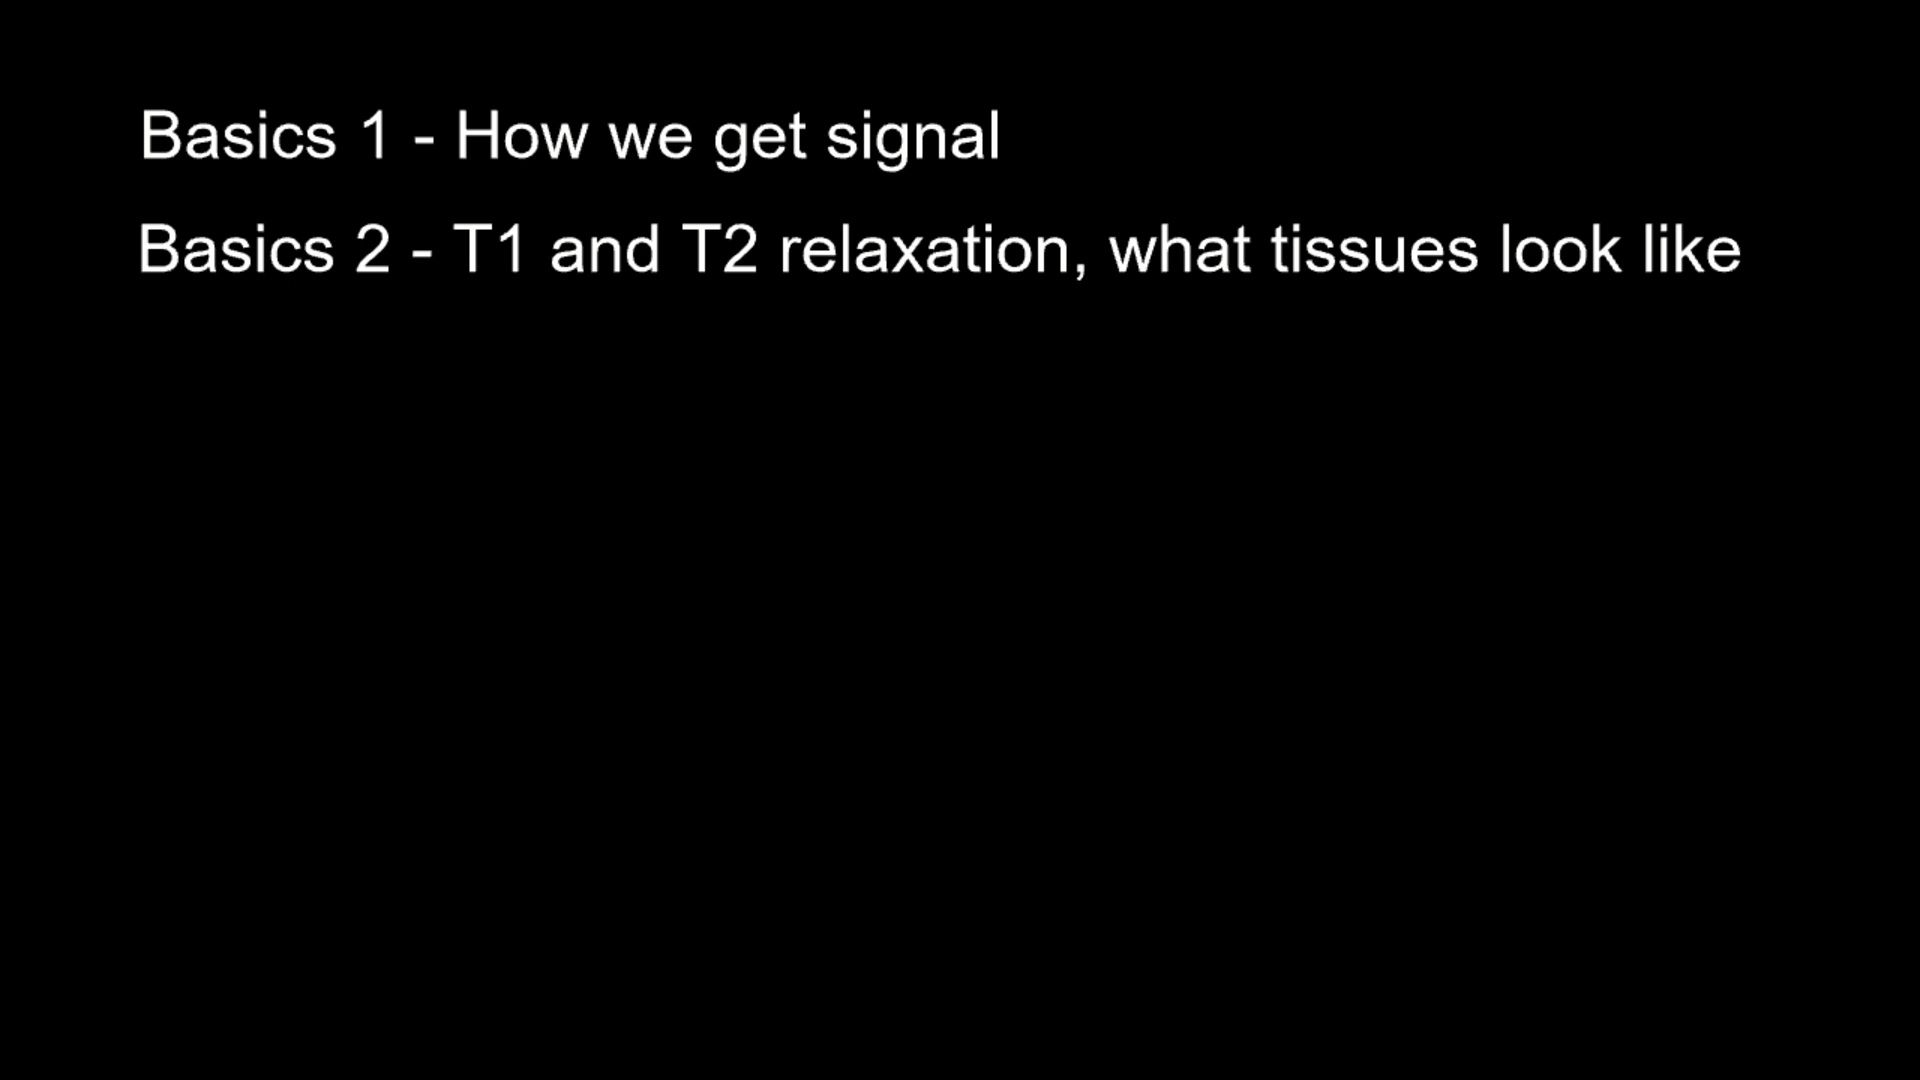 Basics 1 - How we get signal
Basics 2 - T1 and T2 relaxation, what tissues look like